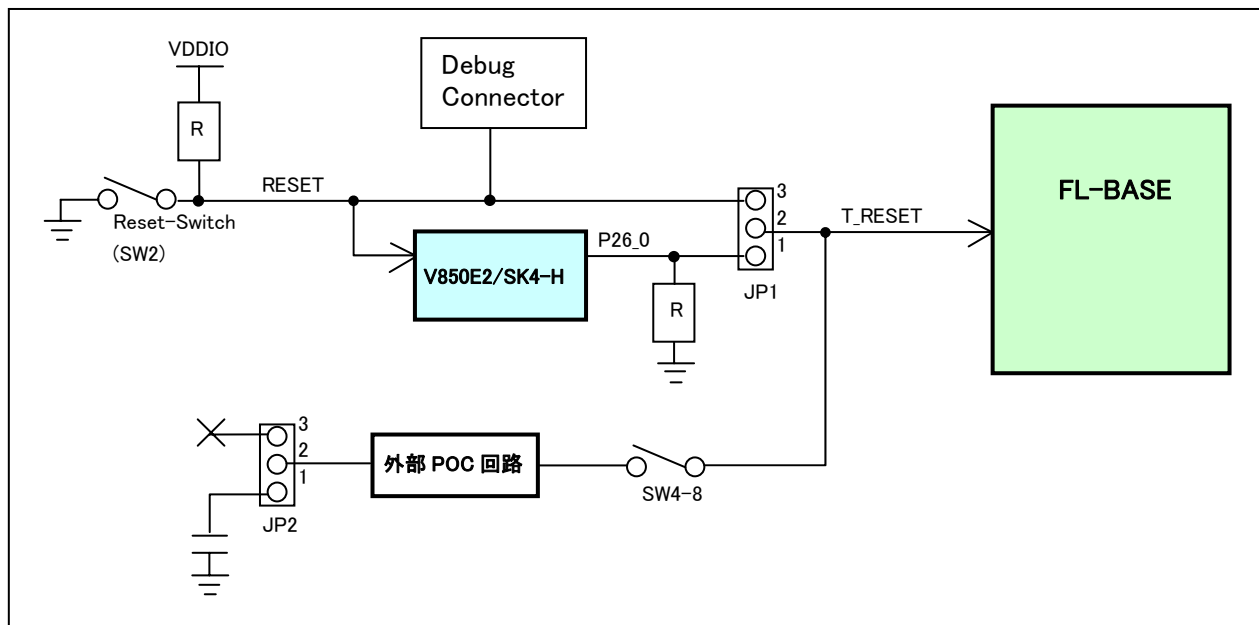 VDDIO
R
Debug
Connector
RESET
Reset-Switch
(SW2)
V850E2/SK4-H
P26_0
R
3
2
1
JP1
T_RESET
FL-BASE
3
2
1
JP2
外部 POC 回路
SW4-8